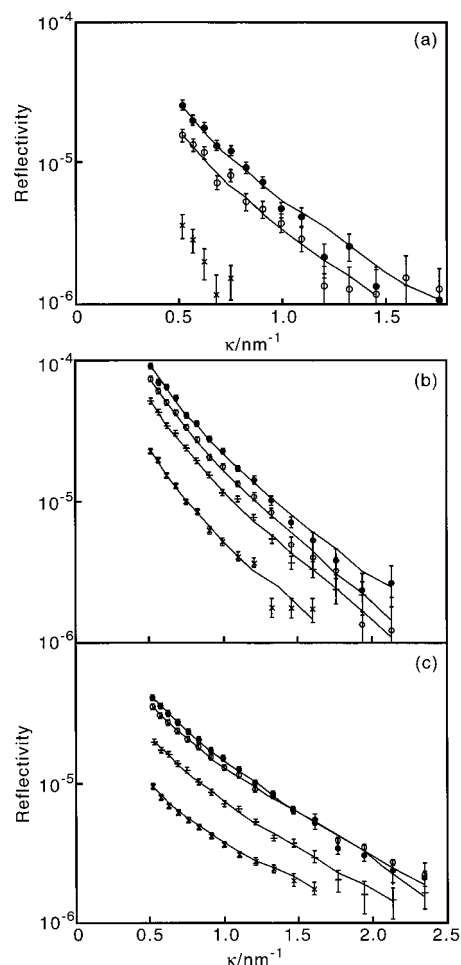 10⁻⁴
(a)
Reflectivity
10⁻⁵
10⁻⁶
0 0.5 1.0 1.5
κ/nm⁻¹
10⁻⁴
(b)
10⁻⁵
10⁻⁶
(c)
Reflectivity
10⁻⁵
10⁻⁶
0 0.5 1.0 1.5 2.0 2.5
κ/nm⁻¹